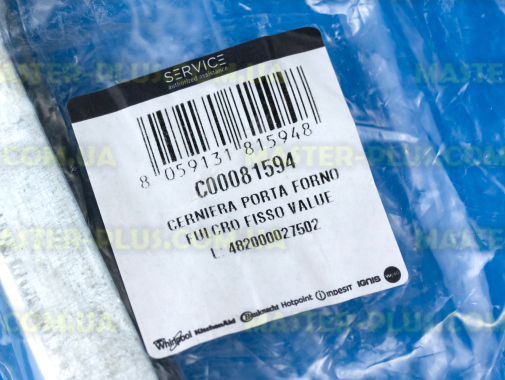 SERVICE
authorized assistance
8 059131 815948
C00081594
CERNIERA PORTA FORNO
FULCRO FISSO VALUE
L. 482000027502
Whirlpool KitchenAid Bauknecht Hotpoint indesit IGNIS
MASTER-PLUS.COM.UA